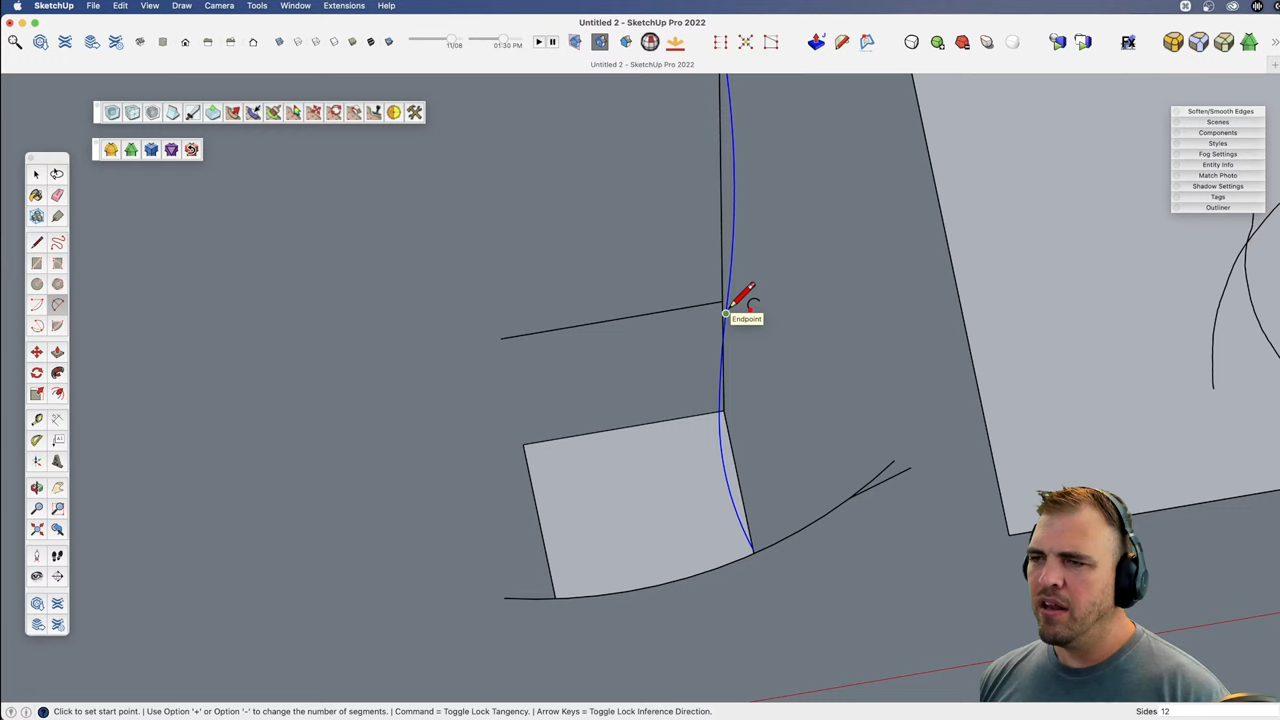 SketchUp File Edit View Draw Camera Tools Window Extensions Help
Untitled 2 - SketchUp Pro 2022
11/08 01:30 PM
Untitled 2 - SketchUp Pro 2022
Soften/Smooth Edges
Scenes
Components
Styles
Fog Settings
Entity Info
Match Photo
Shadow Settings
Tags
Outliner
Endpoint
Click to set start point. | Use Option '+' or Option '-' to change the number of segments. | Command = Toggle Lock Tangency. | Arrow Keys = Toggle Lock Inference Direction. Sides 12